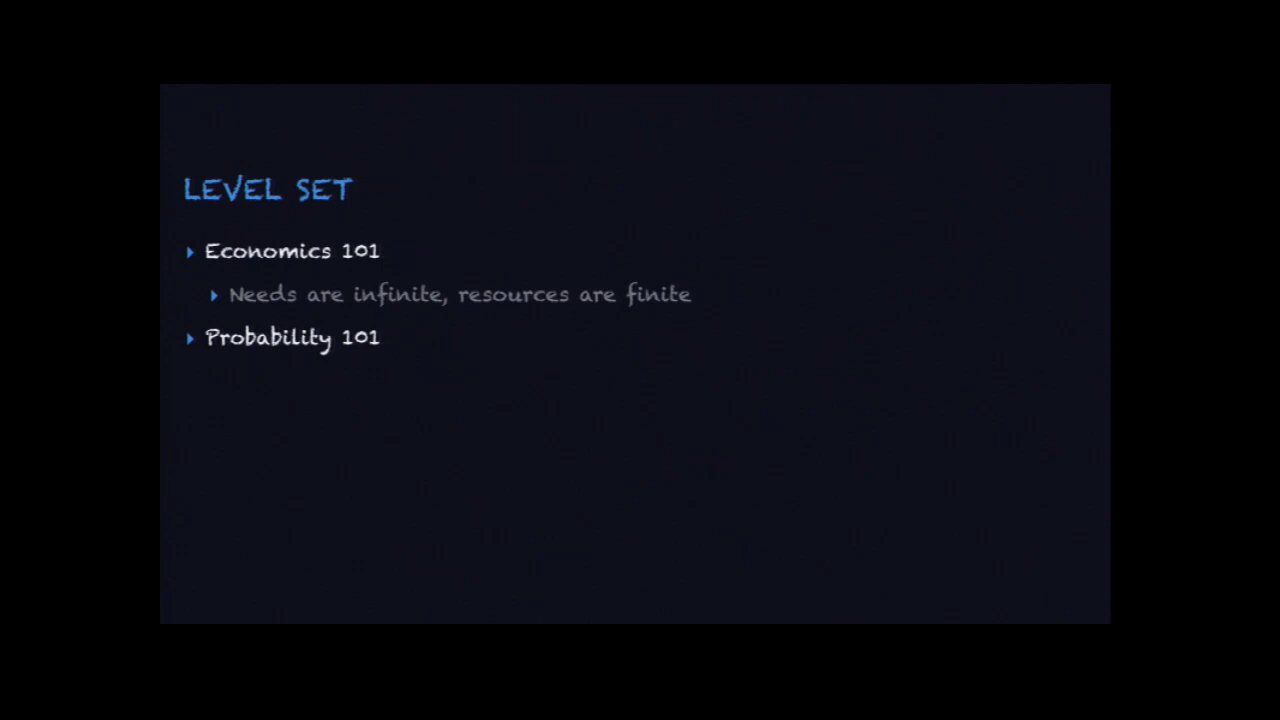 LEVEL SET
Economics 101
Needs are infinite, resources are finite
Probability 101